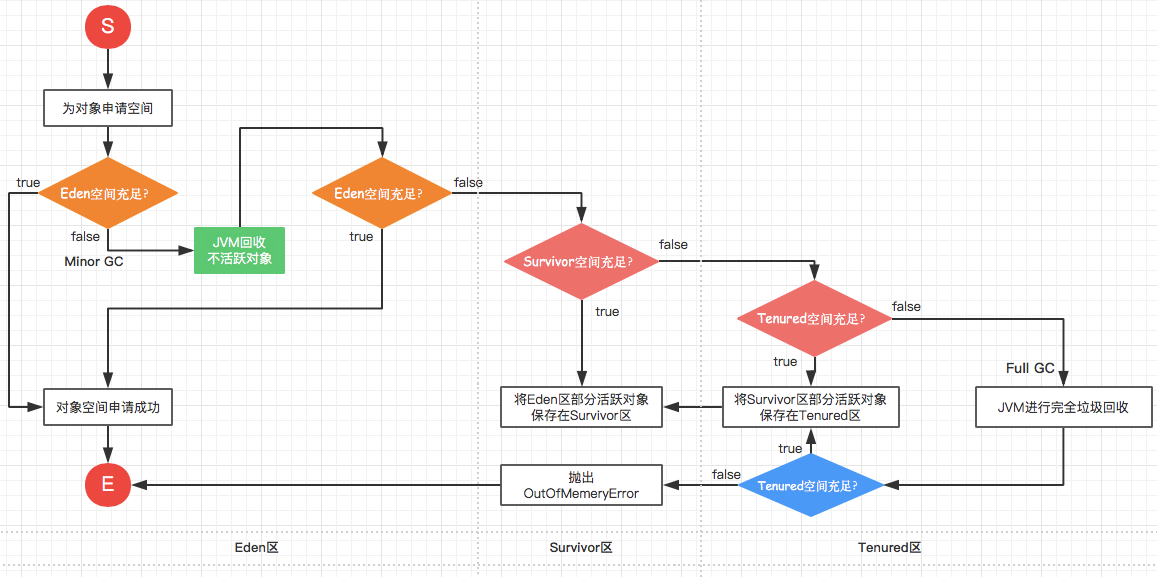 S
为对象申请空间
true
Eden空间充足?
false
Minor GC
JVM回收
不活跃对象
Eden空间充足?
false
true
Survivor空间充足?
false
true
Tenured空间充足?
false
true
Full GC
对象空间申请成功
将Eden区部分活跃对象
保存在Survivor区
将Survivor区部分活跃对象
保存在Tenured区
JVM进行完全垃圾回收
true
E
抛出
OutOfMemeryError
false
Tenured空间充足?
Eden区
Survivor区
Tenured区